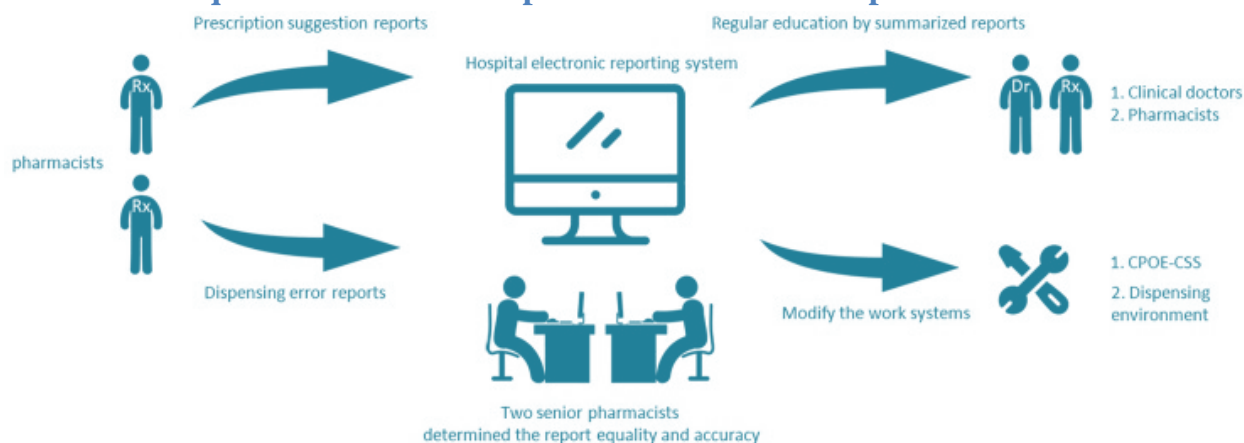 Prescription suggestion reports
Regular education by summarized reports
Hospital electronic reporting system
Rx
Dr
Rx
1. Clinical doctors
2. Pharmacists
pharmacists
Rx
Dispensing error reports
Modify the work systems
1. CPOE-CSS
2. Dispensing
environment
Two senior pharmacists
determined the report equality and accuracy